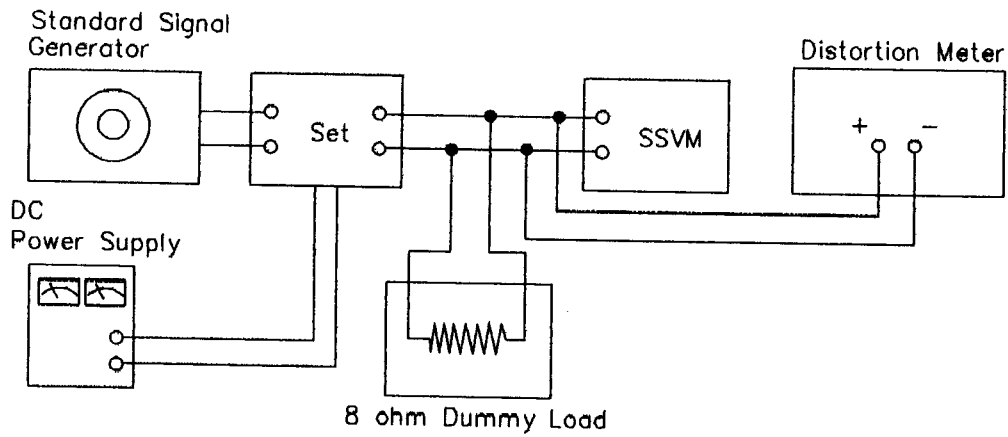 Standard Signal
Generator
Distortion Meter
Set
SSVM
+ −
DC
Power Supply
8 ohm Dummy Load